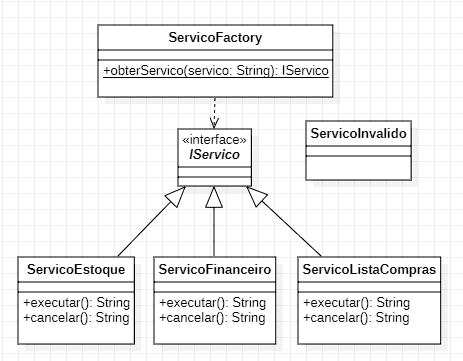 ServicoFactory
+obterServico(servico: String): IServico
«interface»
IServico
ServicoInvalido
ServicoEstoque
+executar(): String
+cancelar(): String
ServicoFinanceiro
+executar(): String
+cancelar(): String
ServicoListaCompras
+executar(): String
+cancelar(): String